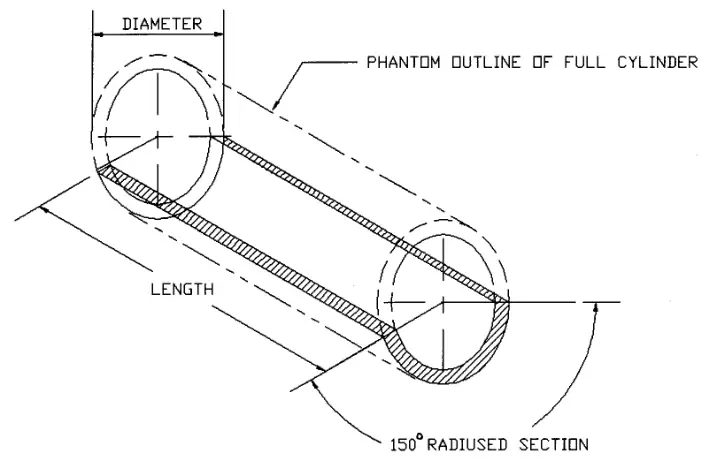 DIAMETER
PHANTOM OUTLINE OF FULL CYLINDER
LENGTH
150° RADIUSED SECTION